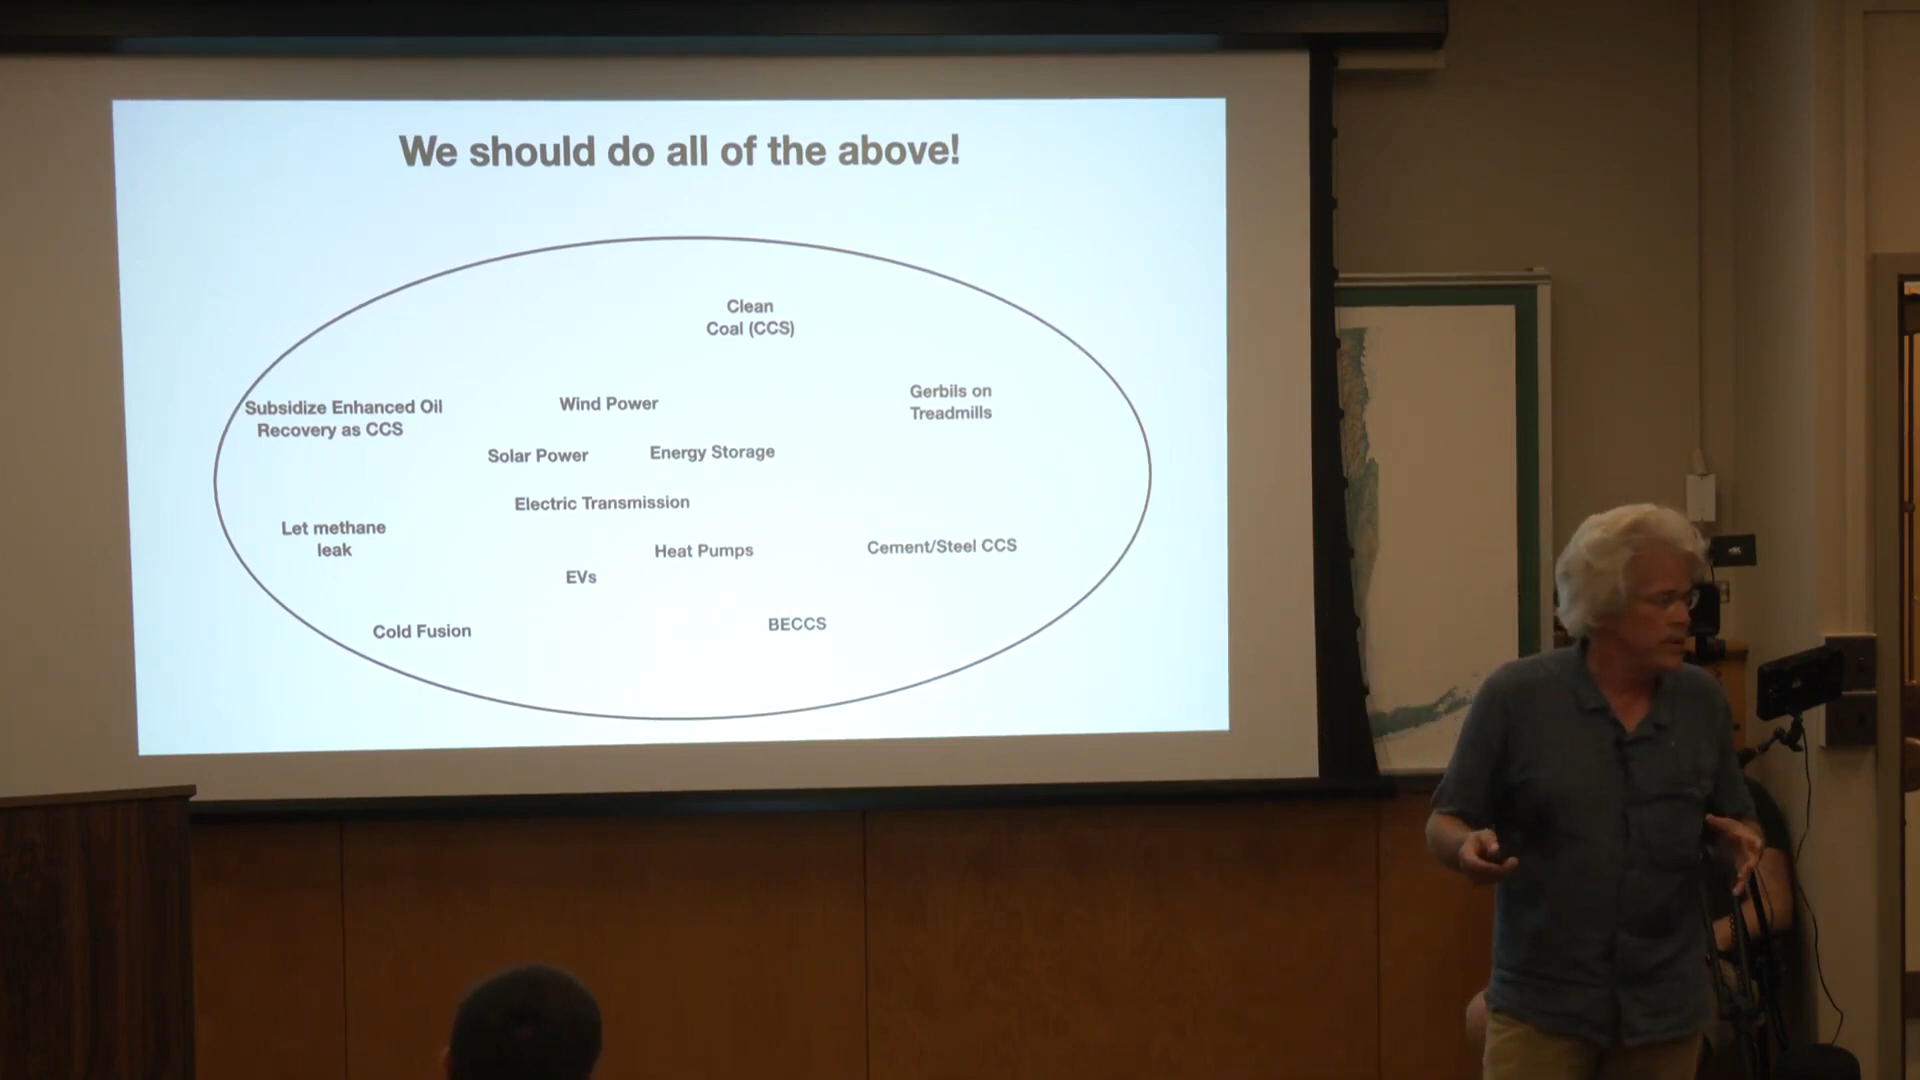 We should do all of the above!
Clean
Coal (CCS)
Subsidize Enhanced Oil
Recovery as CCS
Wind Power
Gerbils on
Treadmills
Solar Power
Energy Storage
Electric Transmission
Let methane
leak
Heat Pumps
Cement/Steel CCS
EVs
Cold Fusion
BECCS